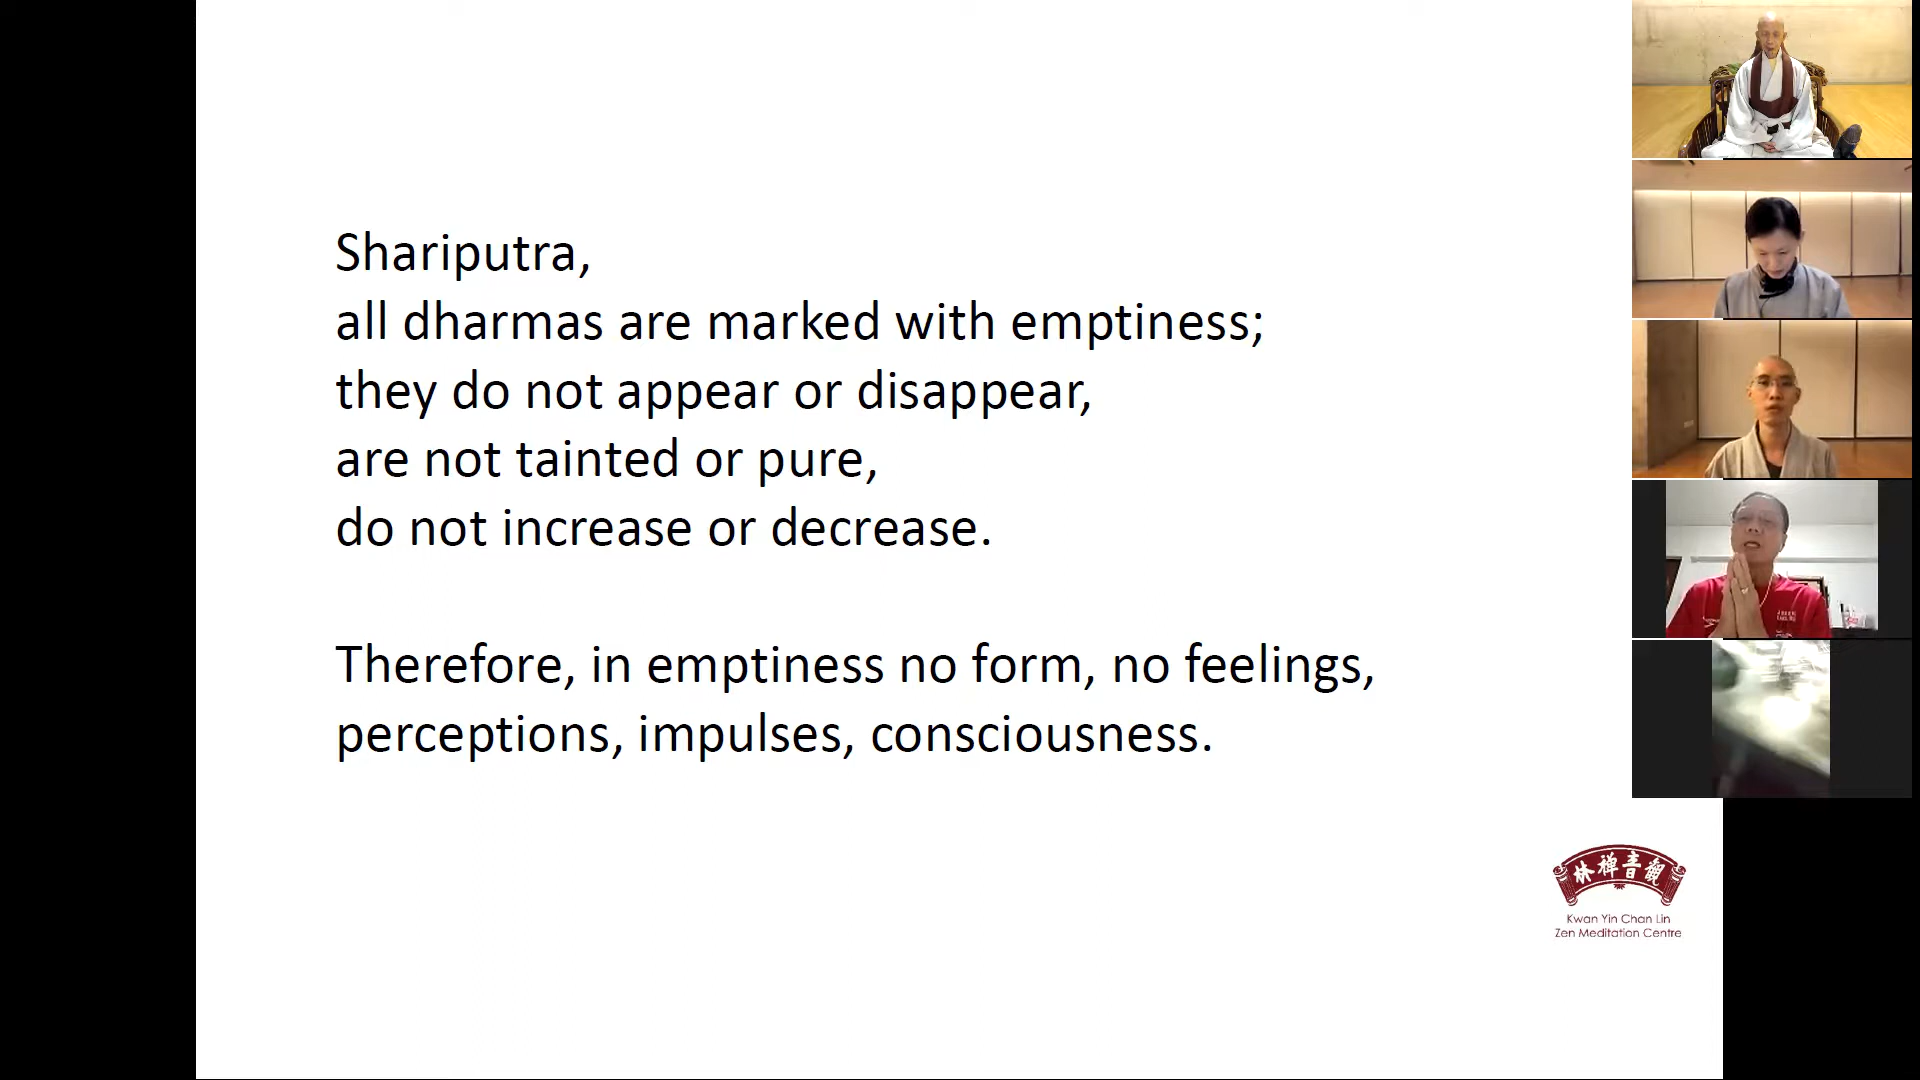 Shariputra,
all dharmas are marked with emptiness;
they do not appear or disappear,
are not tainted or pure,
do not increase or decrease.
Therefore, in emptiness no form, no feelings,
perceptions, impulses, consciousness.
林禅音觀
Kwan Yin Chan Lin
Zen Meditation Centre